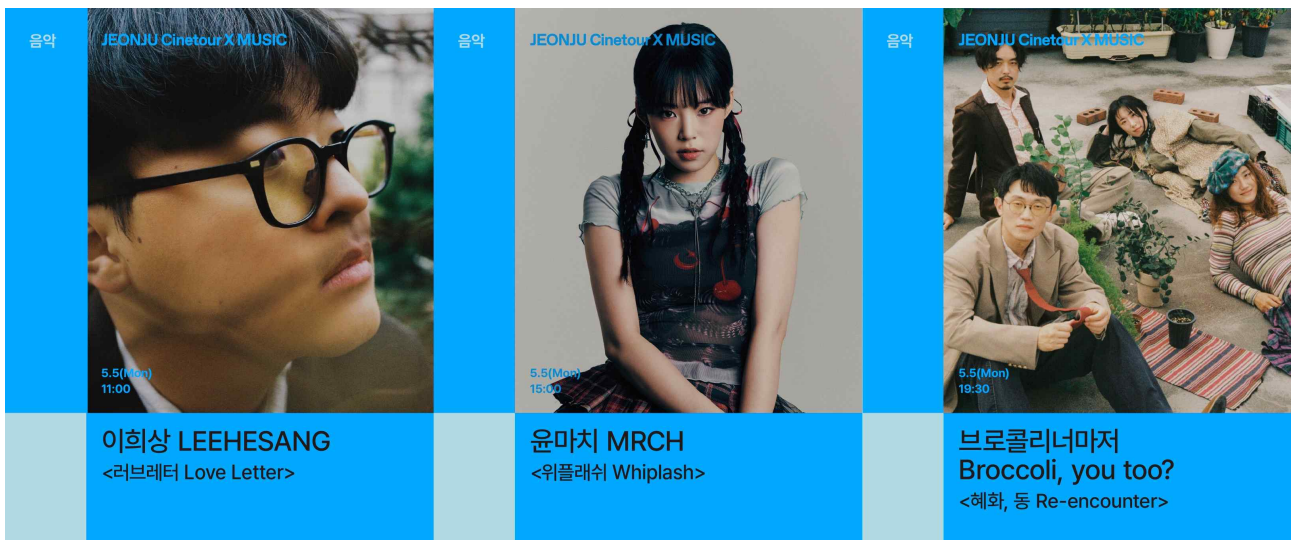 음악
JEONJU Cinetour X MUSIC
5.5(Mon)
11:00
이희상 LEEHESANG
<러브레터 Love Letter>
음악
JEONJU Cinetour X MUSIC
5.5(Mon)
15:00
윤마치 MRCH
<위플래쉬 Whiplash>
음악
JEONJU Cinetour X MUSIC
5.5(Mon)
19:30
브로콜리너마저
Broccoli, you too?
<혜화, 동 Re-encounter>